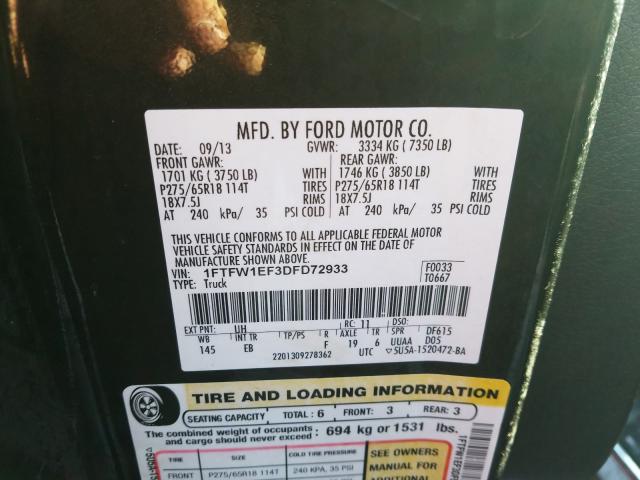 MFD. BY FORD MOTOR CO.
DATE: 09/13 GVWR: 3334 KG ( 7350 LB)
FRONT GAWR: REAR GAWR:
1701 KG ( 3750 LB) WITH 1746 KG ( 3850 LB) WITH
P275/65R18 114T TIRES P275/65R18 114T TIRES
18X7.5J RIMS 18X7.5J RIMS
AT 240 kPa/ 35 PSI COLD AT 240 kPa/ 35 PSI COLD
THIS VEHICLE CONFORMS TO ALL APPLICABLE FEDERAL MOTOR
VEHICLE SAFETY STANDARDS IN EFFECT ON THE DATE OF
MANUFACTURE SHOWN ABOVE.
VIN: 1FTFW1EF3DFD72933 F0033
TYPE: Truck T0667
EXT PNT: UH RC: 11 DSO:
WB INT TR TP/PS R AXLE TR SPR DF615
145 EB F 19 6 UUAA D05
2201309278362 UTC ▽5U5A-1520472-BA
TIRE AND LOADING INFORMATION
SEATING CAPACITY TOTAL: 6 FRONT: 3 REAR: 3
The combined weight of occupants and cargo should never exceed : 694 kg or 1531 lbs.
TIRE SIZE COLD TIRE PRESSURE SEE OWNERS
FRONT P275/65R18 114T 240 KPA, 35 PSI MANUAL FOR